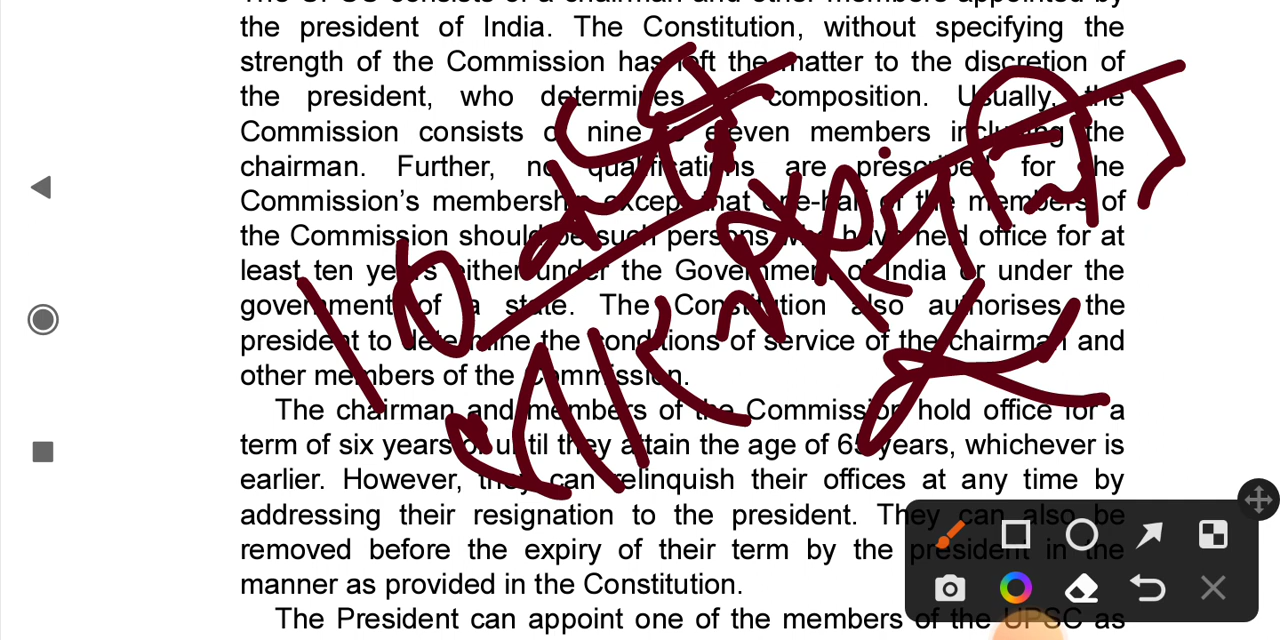 the president of India. The Constitution, without specifying the
strength of the Commission has left the matter to the discretion of
the president, who determines composition. Usually, the
Commission consists of nine to eleven members including the
chairman. Further, no qualifications are prescribed for the
Commission's membership except that one-half of the members of
the Commission should be such persons who have held office for at
least ten years either under the Government of India or under the
government of a state. The Constitution also authorises the
president to determine the conditions of service of the chairman and
other members of the Commission.
The chairman and members of the Commission hold office for a
term of six years or until they attain the age of 65 years, whichever is
earlier. However, they can relinquish their offices at any time by
addressing their resignation to the president. They can also be
removed before the expiry of their term by the president in the
manner as provided in the Constitution.
The President can appoint one of the members of the UPSC as
10